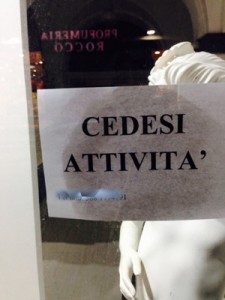 PROFUMERIA
ROCCO
CEDESI
ATTIVITA'